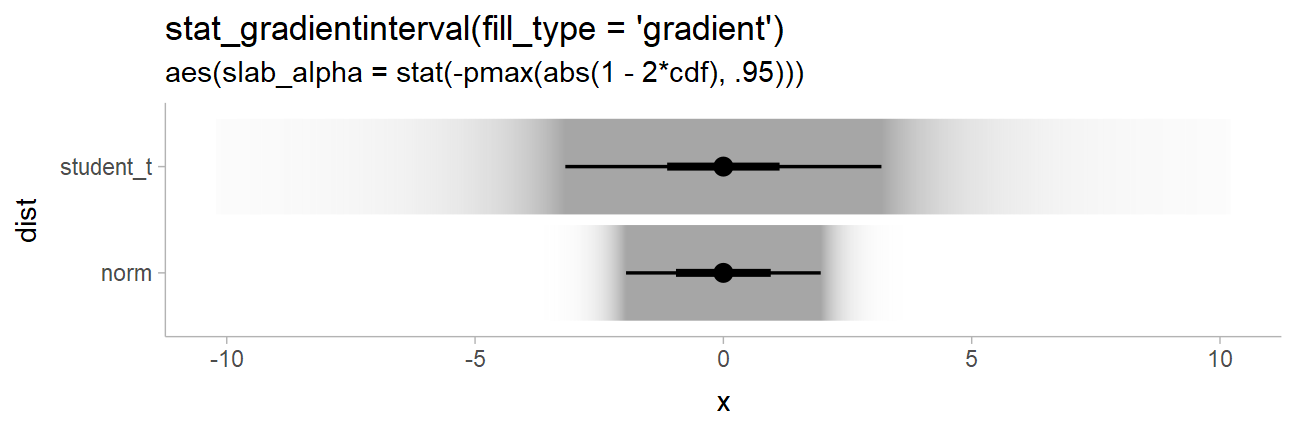 stat_gradientinterval(fill_type = 'gradient')
aes(slab_alpha = stat(-pmax(abs(1 - 2*cdf), .95)))
dist
student_t
norm
-10 -5 0 5 10
x